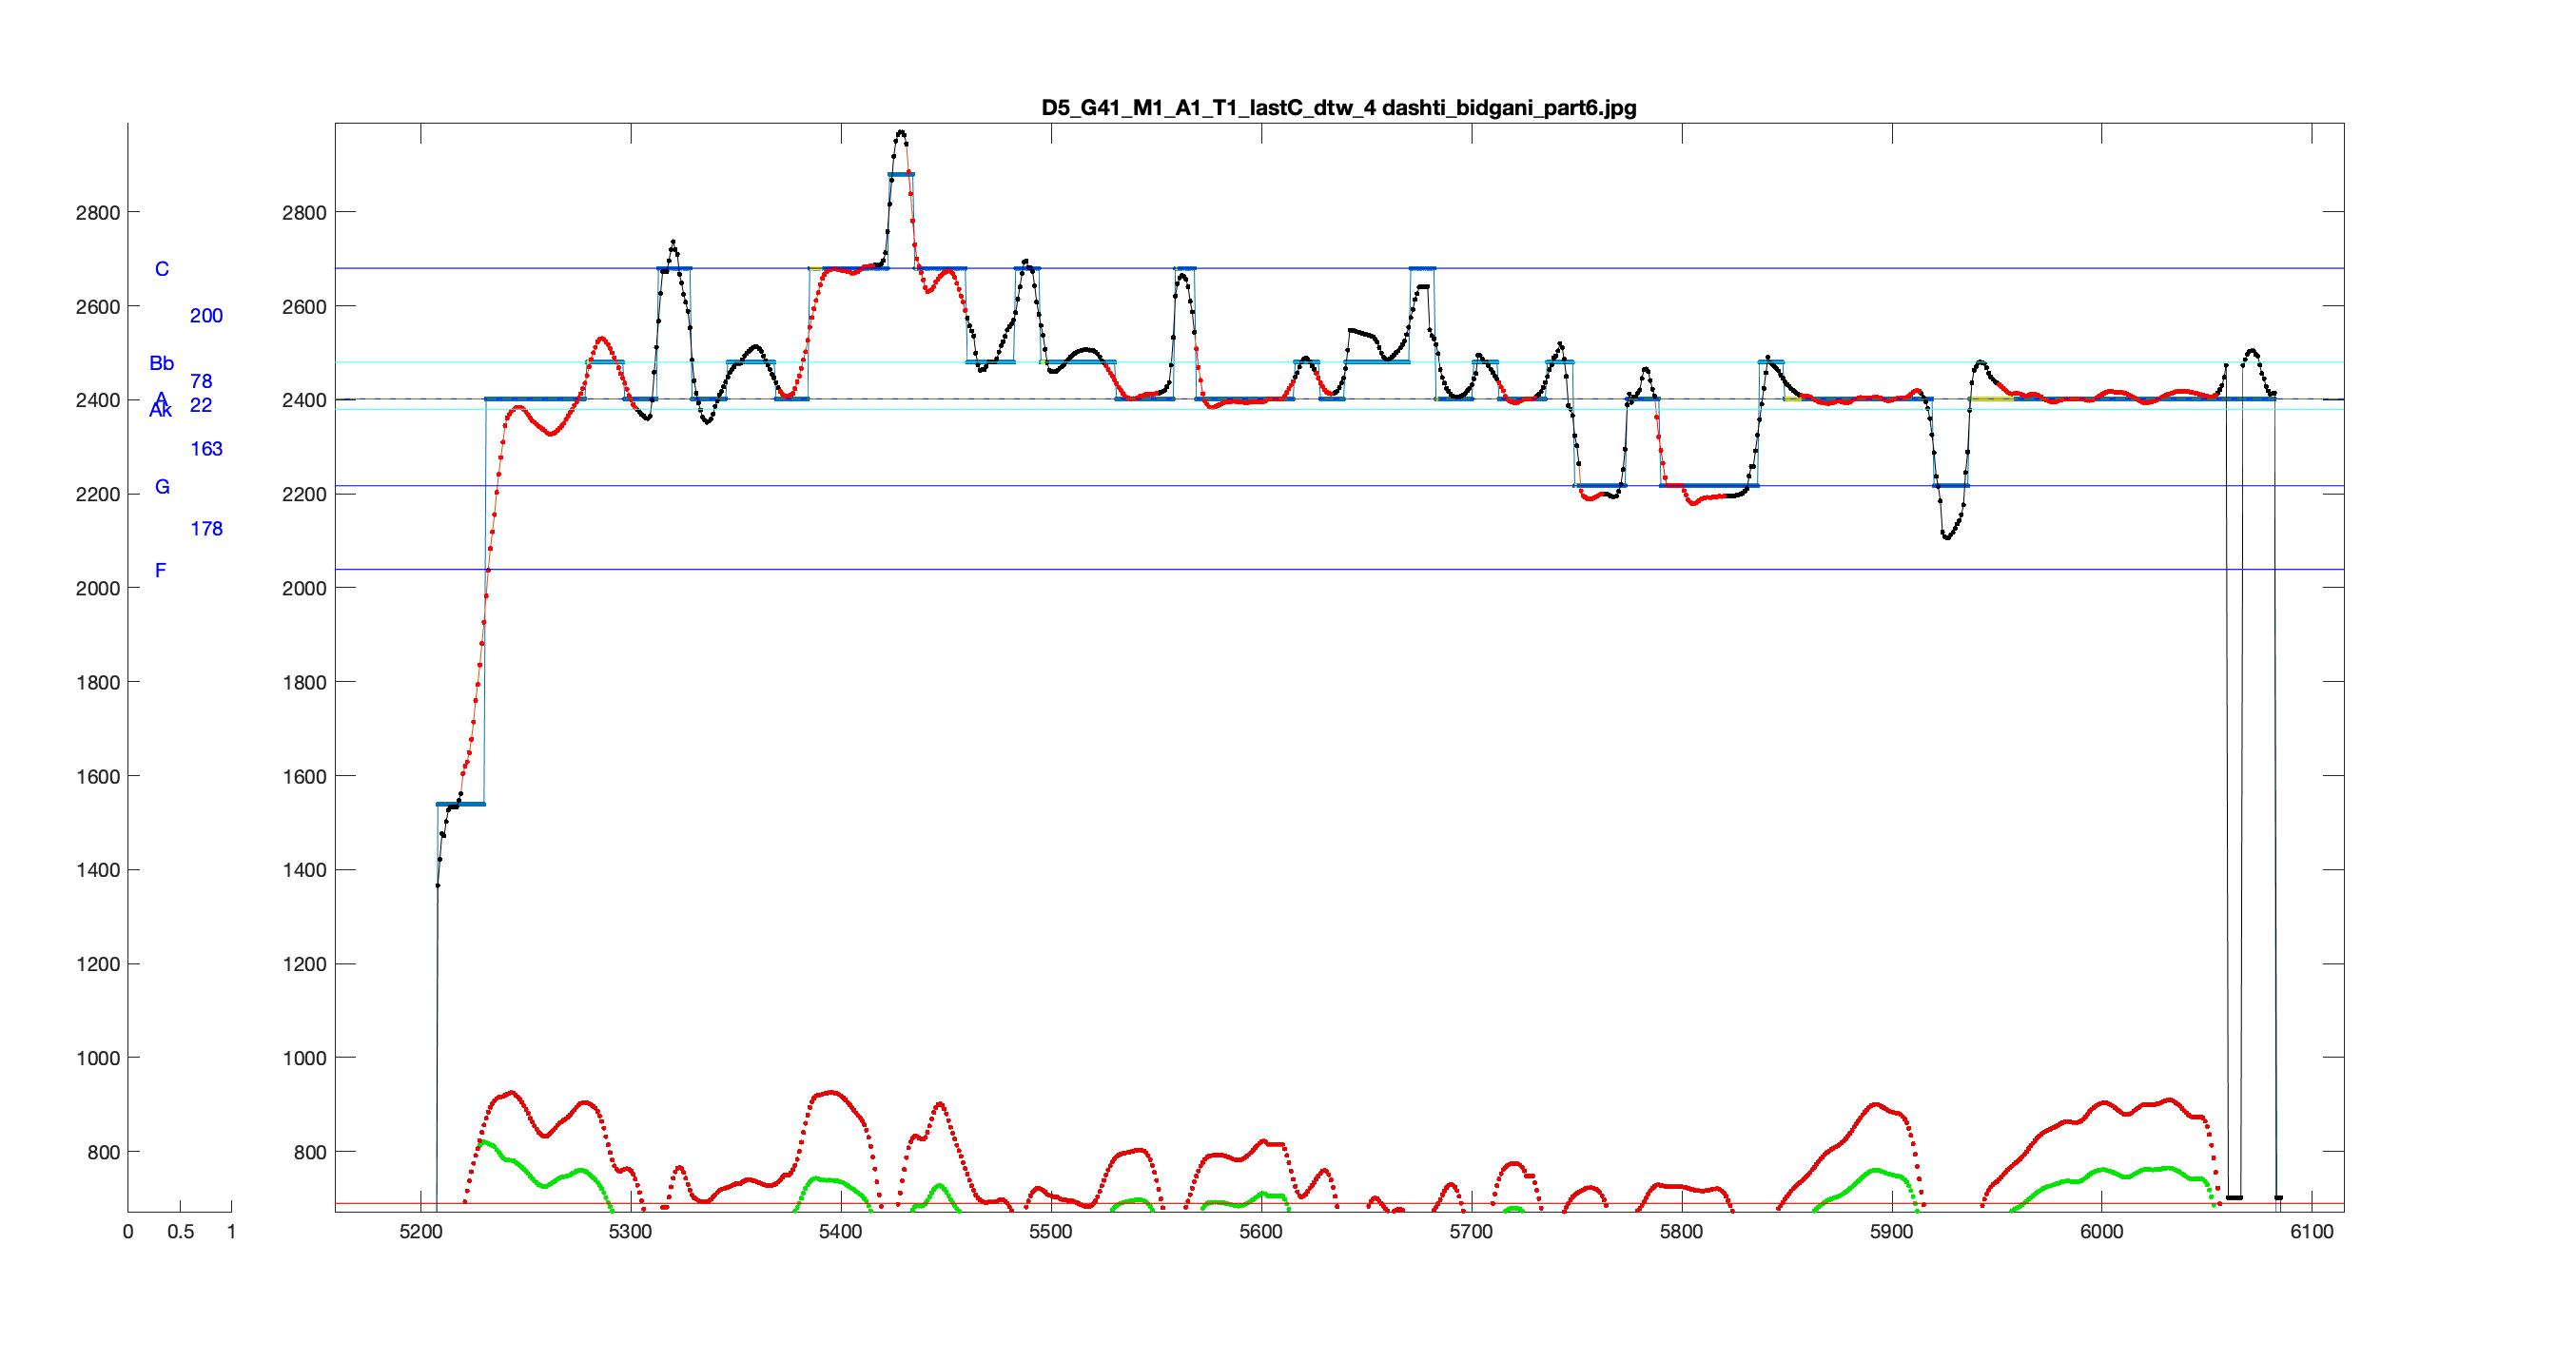 D5_G41_M1_A1_T1_lastC_dtw_4 dashti_bidgani_part6.jpg
2800 2800
C
200
2600 2600
Bb
78
2400 A 2400
Ak 22
163
G
2200 2200
178
F
2000 2000
1800 1800
1600 1600
1400 1400
1200 1200
1000 1000
800 800
0 0.5 1 5200 5300 5400 5500 5600 5700 5800 5900 6000 6100